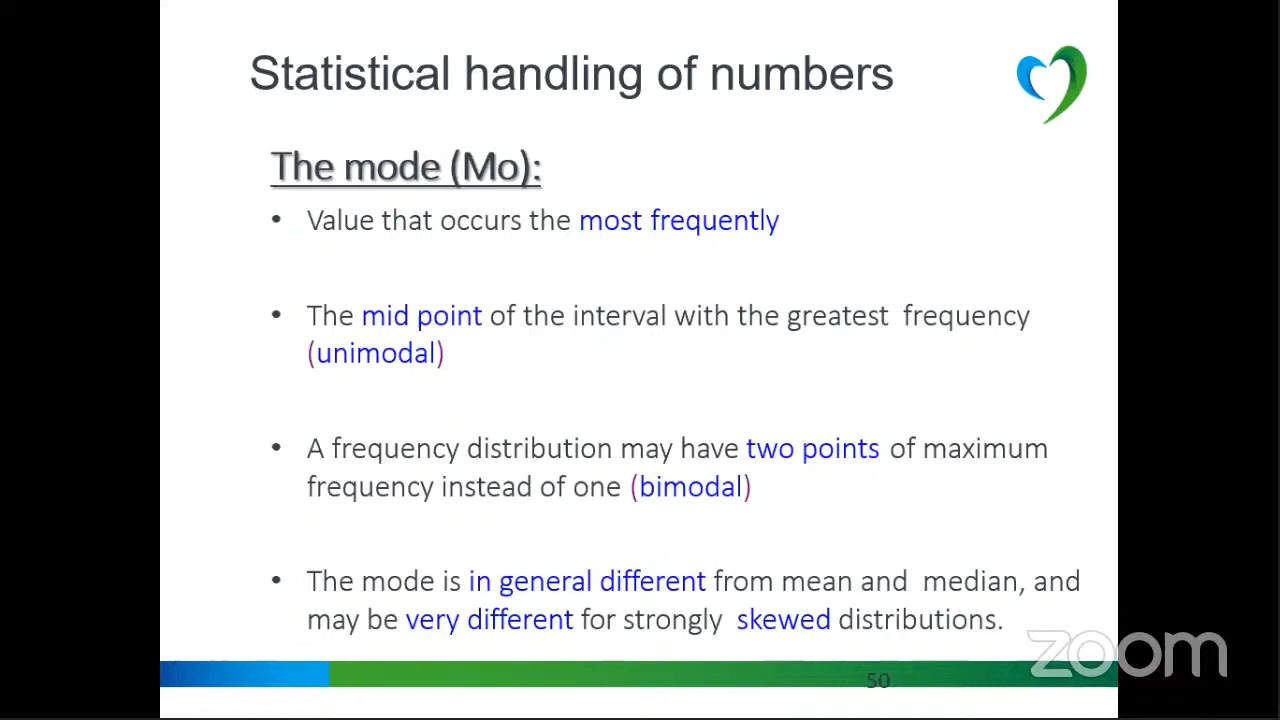 Statistical handling of numbers
The mode (Mo):
• Value that occurs the most frequently
• The mid point of the interval with the greatest frequency
(unimodal)
• A frequency distribution may have two points of maximum
frequency instead of one (bimodal)
• The mode is in general different from mean and median, and
may be very different for strongly skewed distributions.
zoom
50